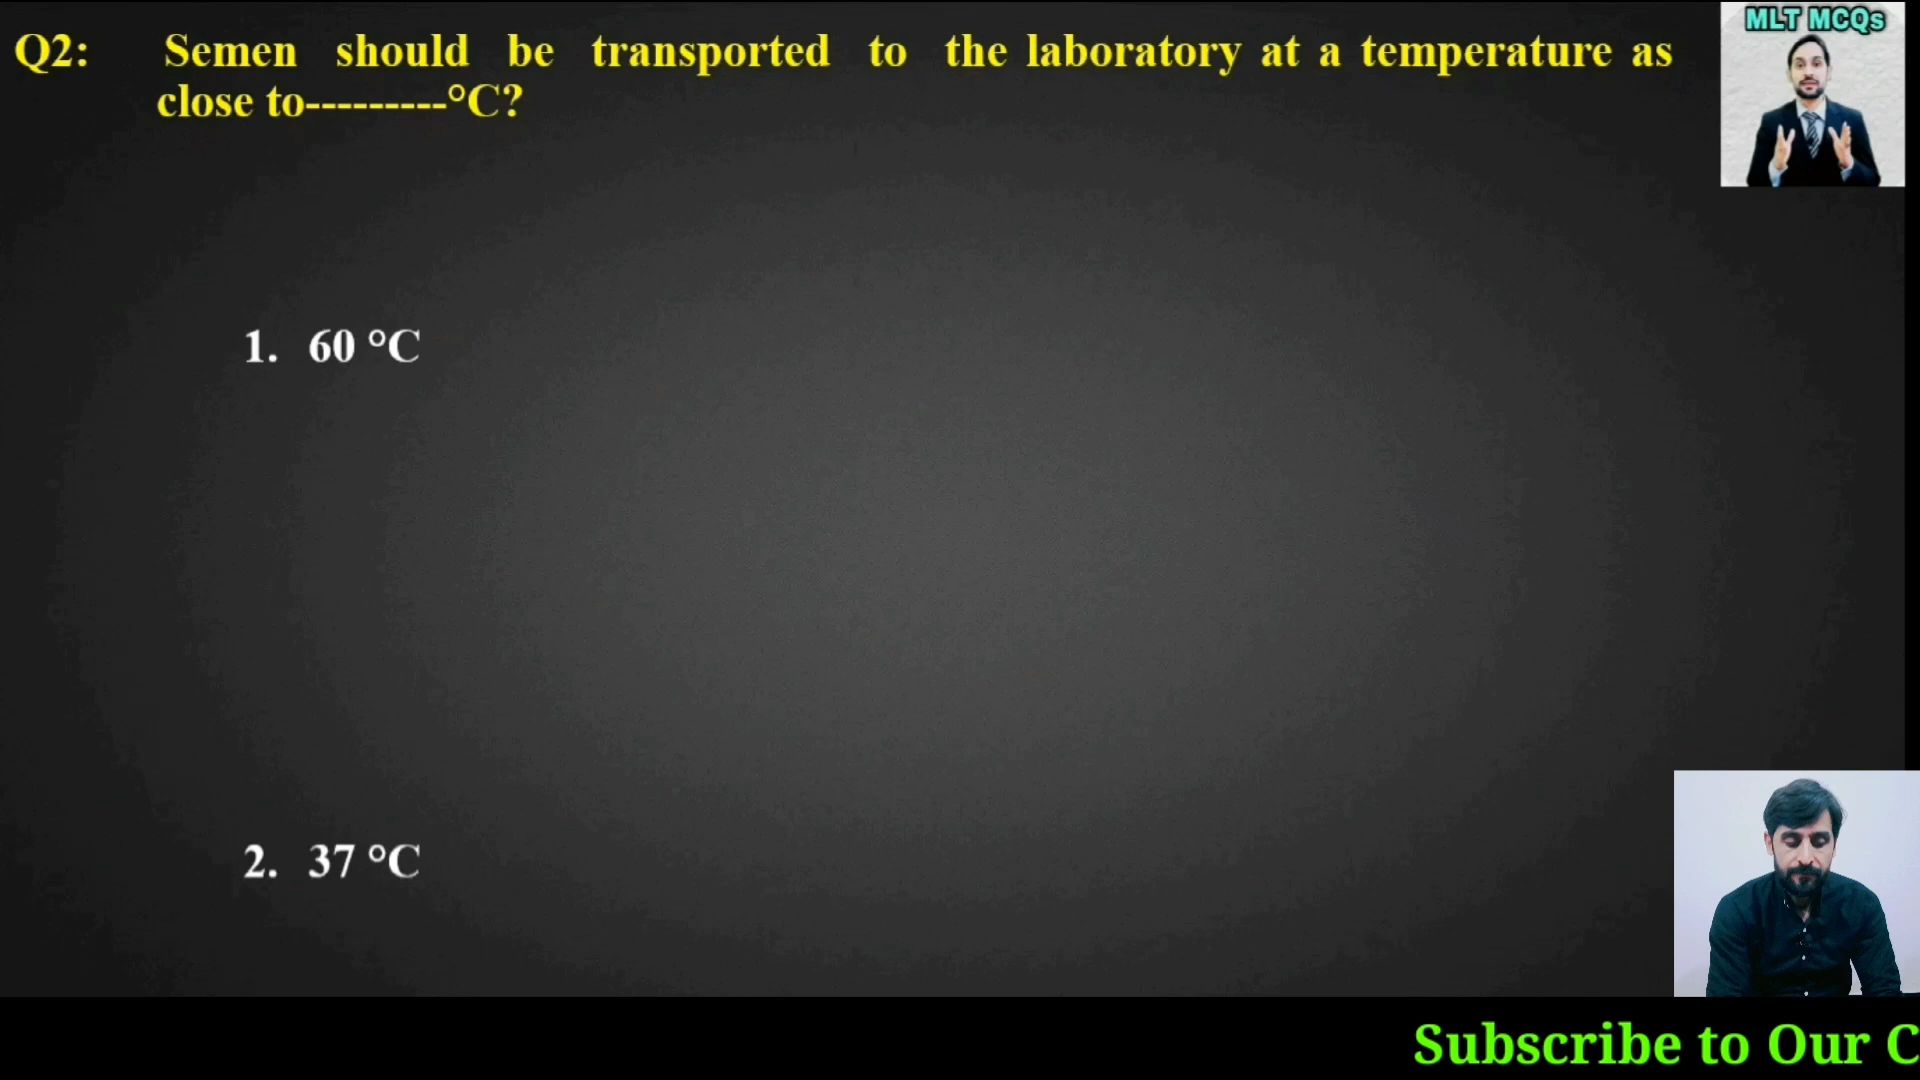 MLT MCQs
Q2: Semen should be transported to the laboratory at a temperature as
close to---------°C?
1. 60 °C
2. 37 °C
Subscribe to Our C